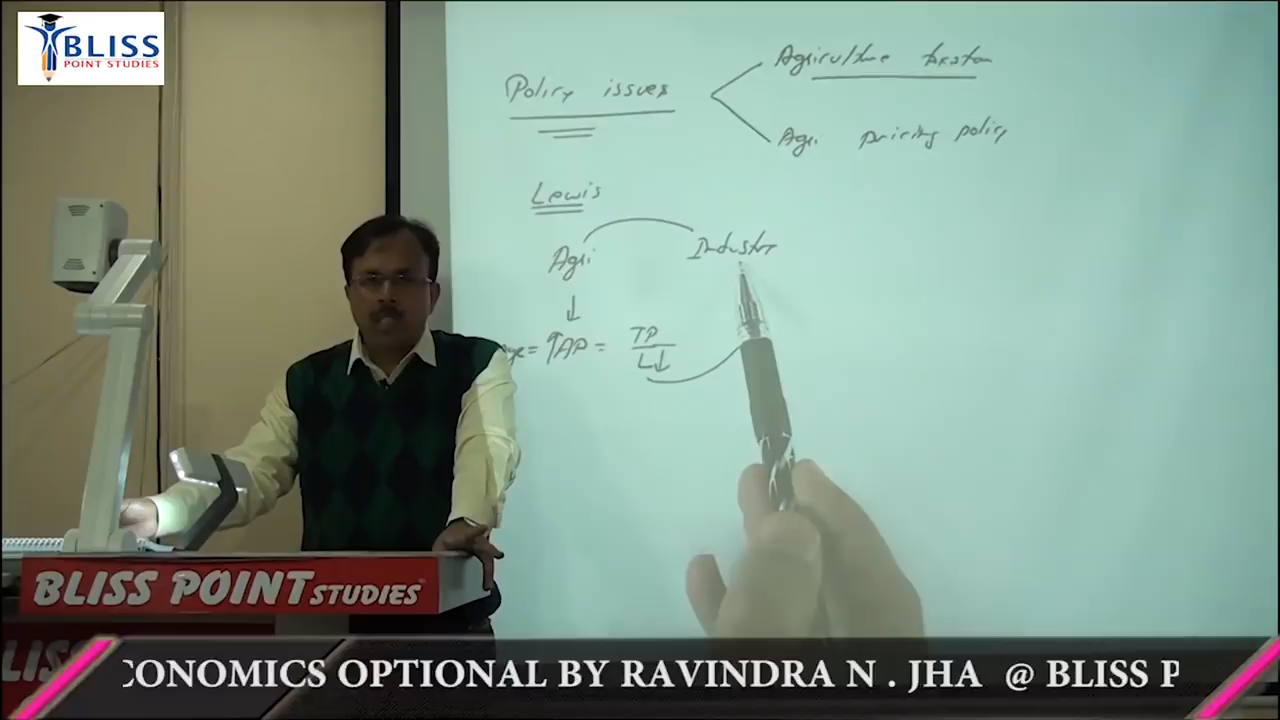 BLISS
POINT STUDIES
Policy issues
Agriculture taxation
Agri pricing policy
Lewis
Agri
Industry
= ↑AP = TP
L↓
BLISS POINT STUDIES
CONOMICS OPTIONAL BY RAVINDRA N . JHA @ BLISS P